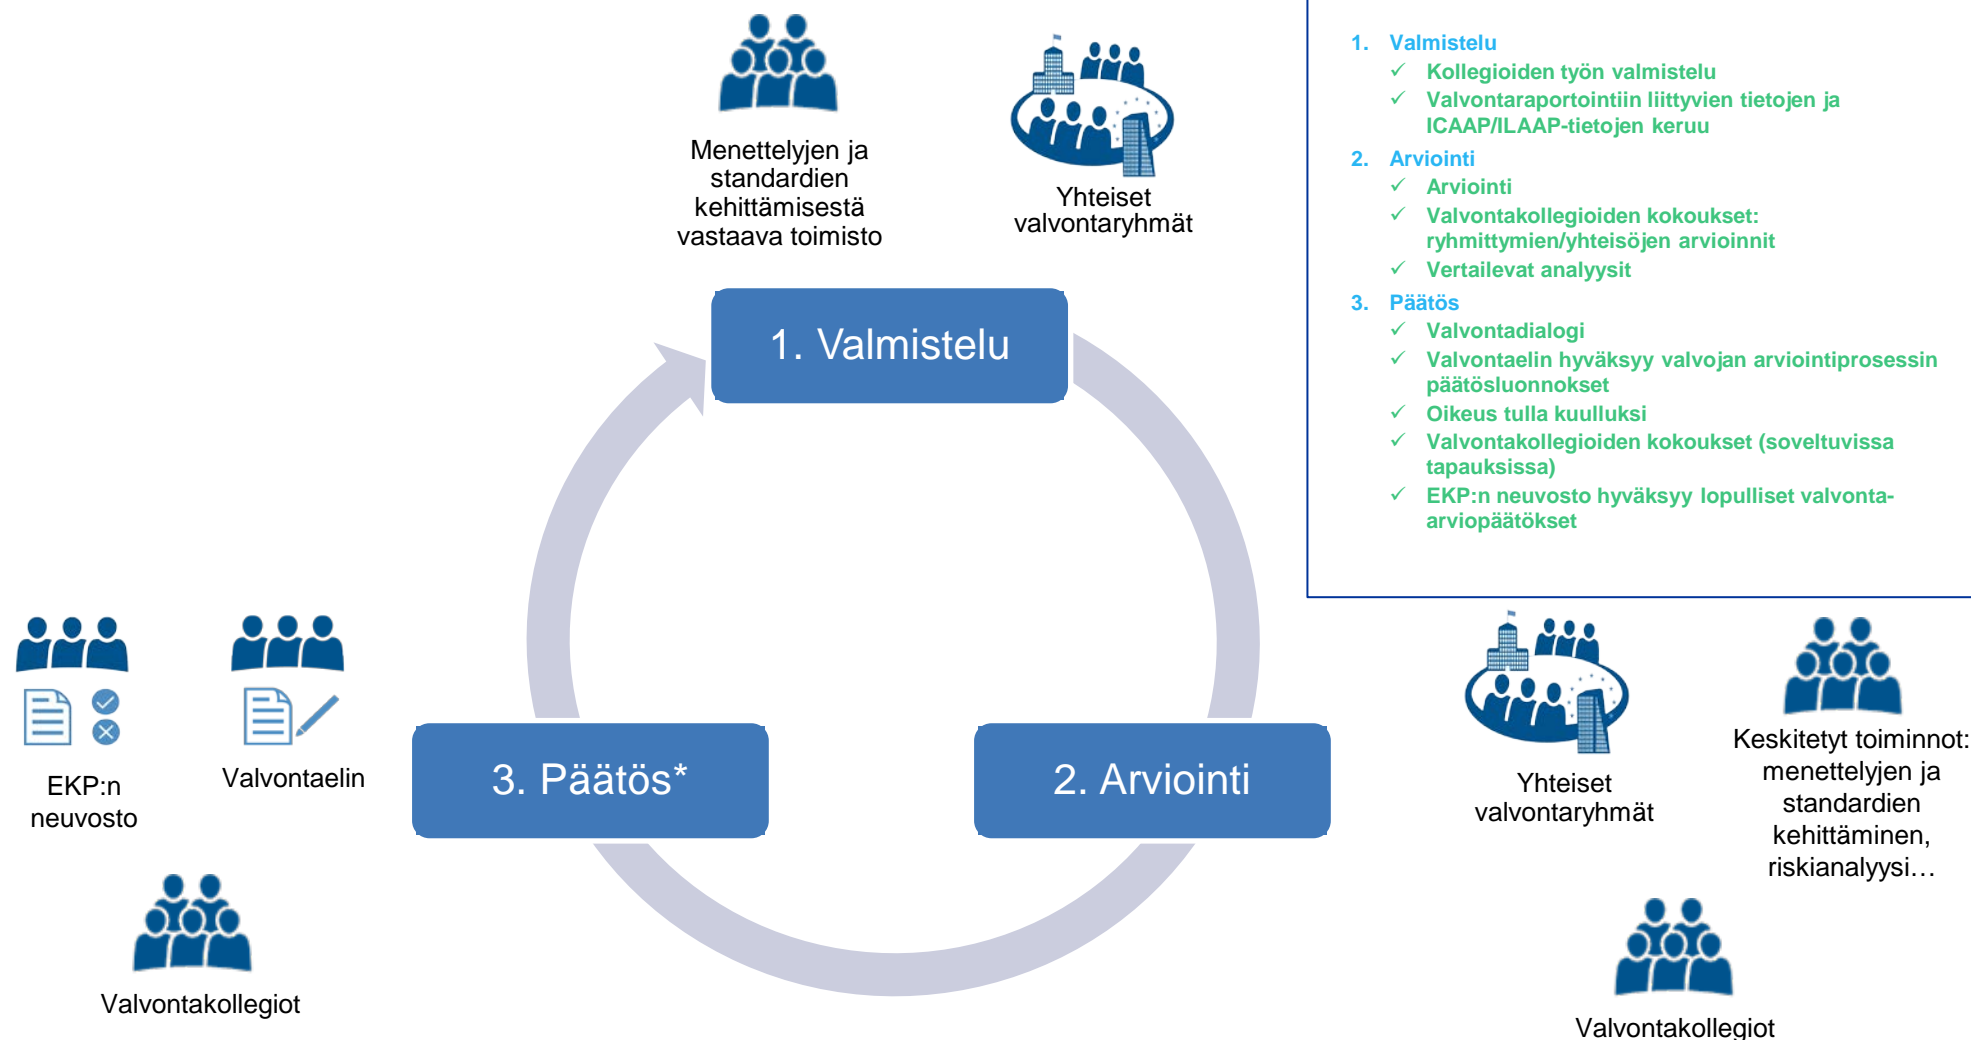 Menettelyjen ja
standardien
kehittämisestä
vastaava toimisto
Yhteiset
valvontaryhmät
1. Valmistelu
✓ Kollegioiden työn valmistelu
✓ Valvontaraportointiin liittyvien tietojen ja
ICAAP/ILAAP-tietojen keruu
2. Arviointi
✓ Arviointi
✓ Valvontakollegioiden kokoukset:
ryhmittymien/yhteisöjen arvioinnit
✓ Vertailevat analyysit
3. Päätös
✓ Valvontadialogi
✓ Valvontaelin hyväksyy valvojan arviointiprosessin
päätösluonnokset
✓ Oikeus tulla kuulluksi
✓ Valvontakollegioiden kokoukset (soveltuvissa
tapauksissa)
✓ EKP:n neuvosto hyväksyy lopulliset valvonta-
arviopäätökset
1. Valmistelu
EKP:n
neuvosto
Valvontaelin
3. Päätös*
2. Arviointi
Yhteiset
valvontaryhmät
Keskitetyt toiminnot:
menettelyjen ja
standardien
kehittäminen,
riskianalyysi…
Valvontakollegiot
Valvontakollegiot